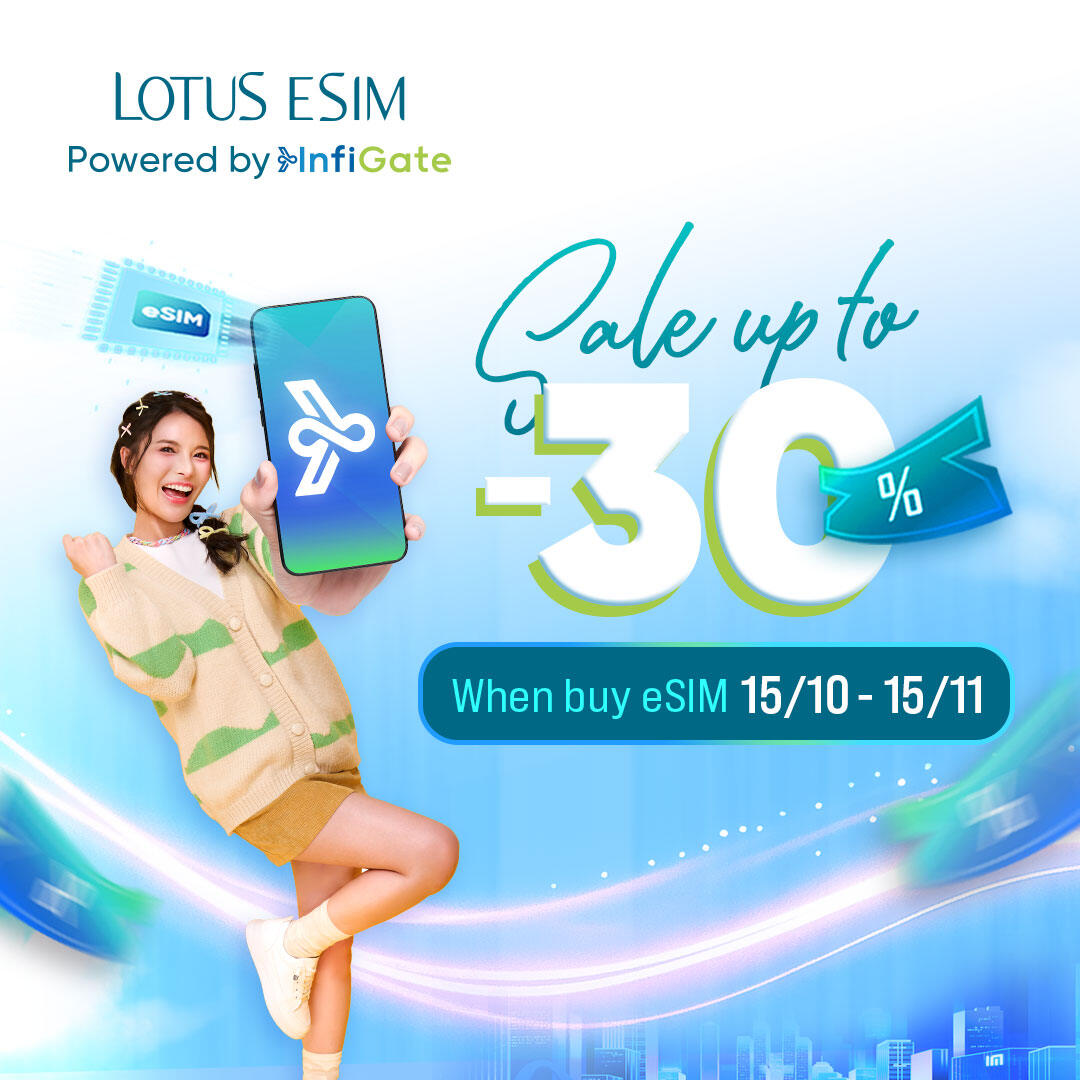 LOTUS ESIM
Powered by InfiGate
eSIM
Sale up to
-30%
When buy eSIM 15/10 - 15/11